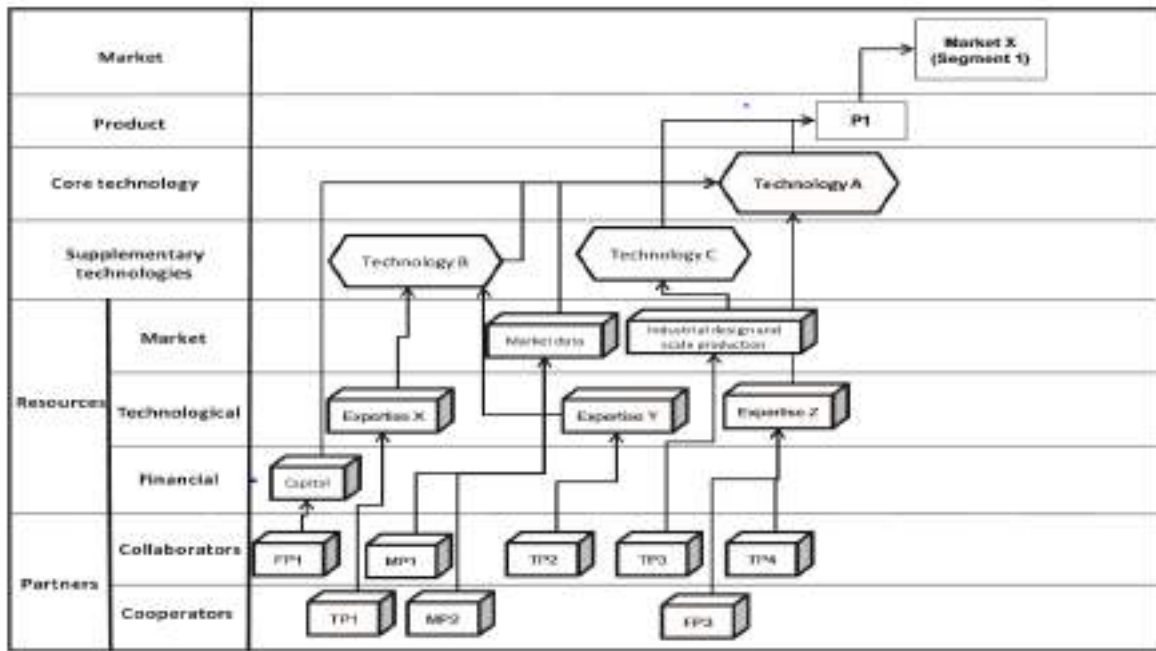 Market
Market X
(Segment 1)
Product
P1
Core technology
Technology A
Supplementary
technologies
Technology B
Technology C
Resources
Market
Market data
Industrial design and
scale production
Technological
Expertise X
Expertise Y
Expertise Z
Financial
Capital
Partners
Collaborators
FP1
MP1
TP2
TP3
TP4
Cooperators
TP1
MP2
FP3